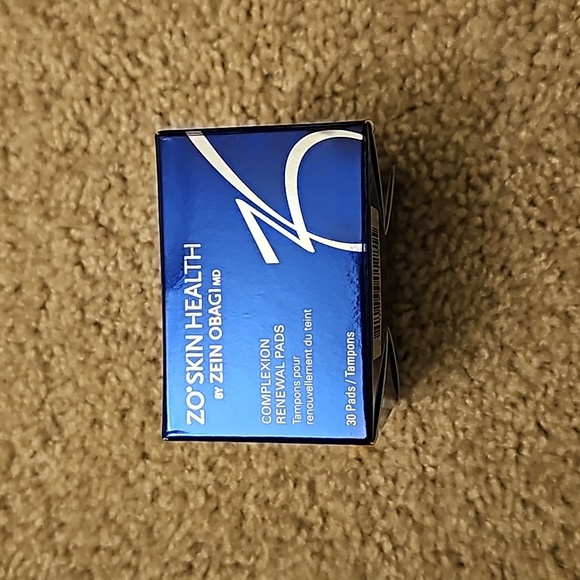 ZO® SKIN HEALTH
BY ZEIN OBAGI MD
COMPLEXION
RENEWAL PADS
Tampons pour
renouvellement du teint
30 Pads / Tampons